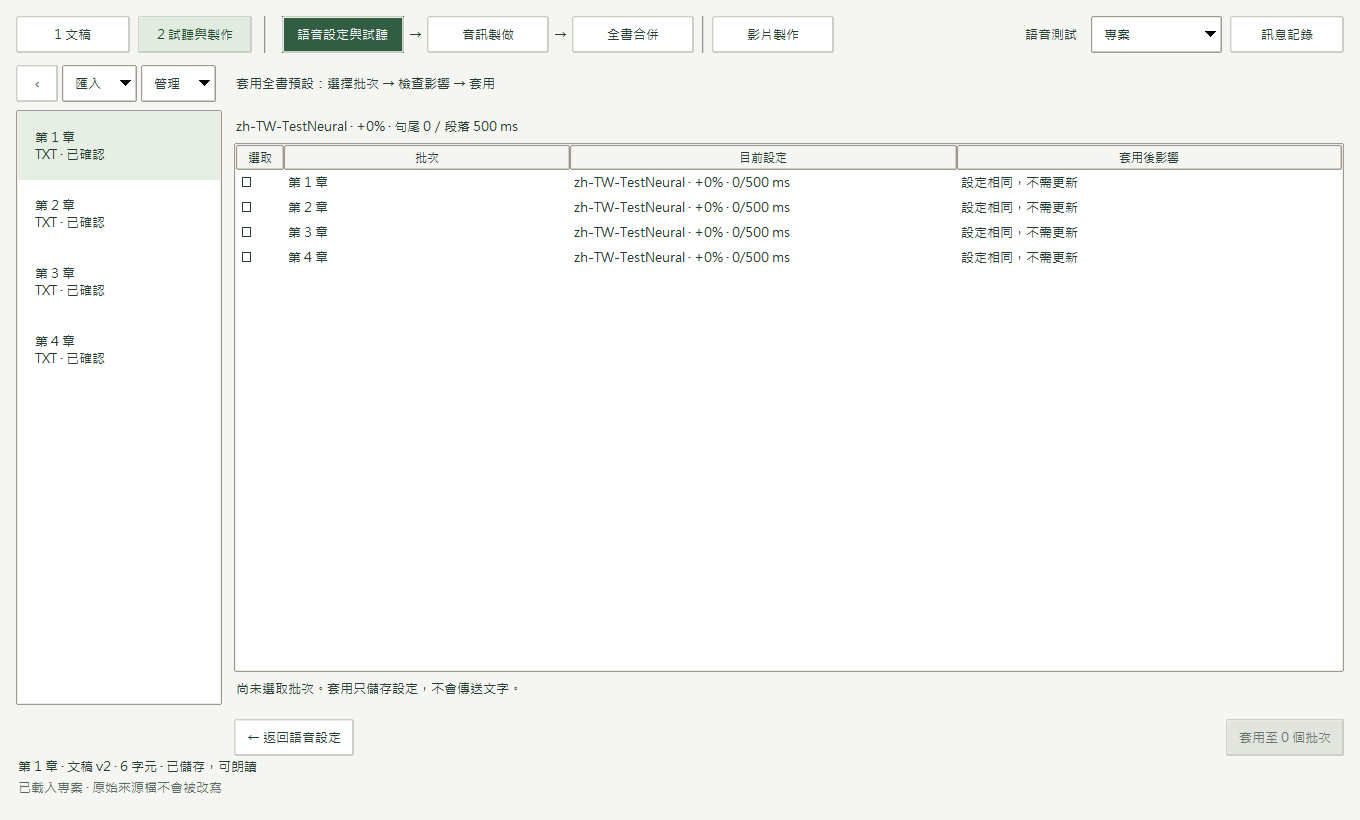 1 文稿 2 試聽與製作 語音設定與試聽 → 音訊製做 → 全書合併 影片製作 語音測試 專案 訊息記錄
‹ 匯入 管理 套用全書預設：選擇批次 → 檢查影響 → 套用
第 1 章
TXT · 已確認
第 2 章
TXT · 已確認
第 3 章
TXT · 已確認
第 4 章
TXT · 已確認
zh-TW-TestNeural · +0% · 句尾 0 / 段落 500 ms
選取 批次 目前設定 套用後影響
第 1 章 zh-TW-TestNeural · +0% · 0/500 ms 設定相同，不需更新
第 2 章 zh-TW-TestNeural · +0% · 0/500 ms 設定相同，不需更新
第 3 章 zh-TW-TestNeural · +0% · 0/500 ms 設定相同，不需更新
第 4 章 zh-TW-TestNeural · +0% · 0/500 ms 設定相同，不需更新
尚未選取批次。套用只儲存設定，不會傳送文字。
← 返回語音設定 套用至 0 個批次
第 1 章 · 文稿 v2 · 6 字元 · 已儲存，可朗讀
已載入專案 · 原始來源檔不會被改寫